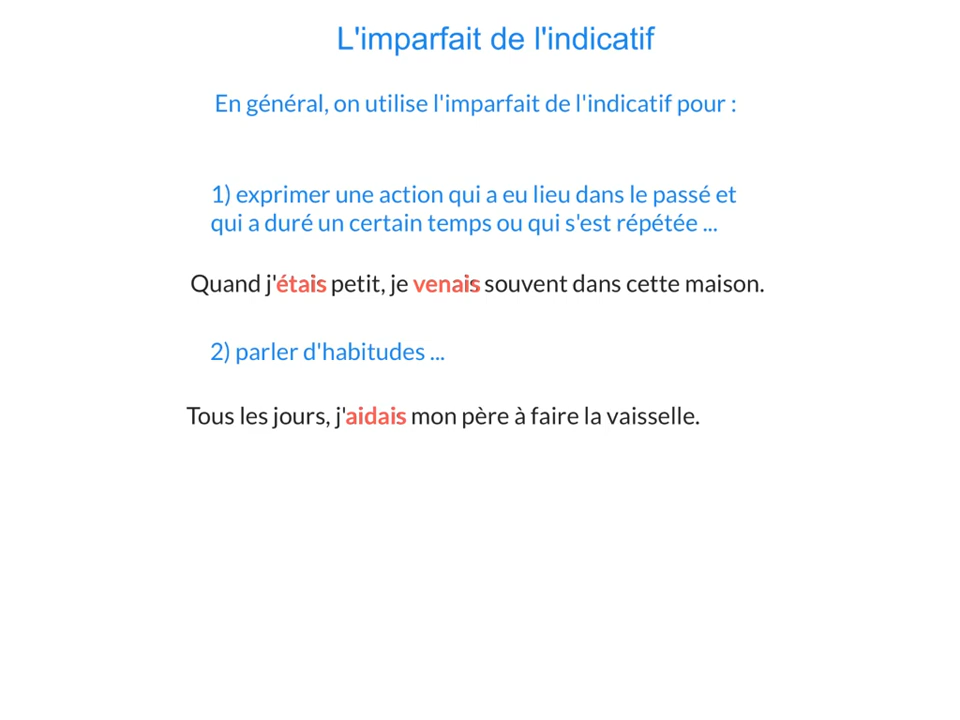 L'imparfait de l'indicatif
En général, on utilise l'imparfait de l'indicatif pour :
1) exprimer une action qui a eu lieu dans le passé et
qui a duré un certain temps ou qui s'est répétée ...
Quand j'étais petit, je venais souvent dans cette maison.
2) parler d'habitudes ...
Tous les jours, j'aidais mon père à faire la vaisselle.